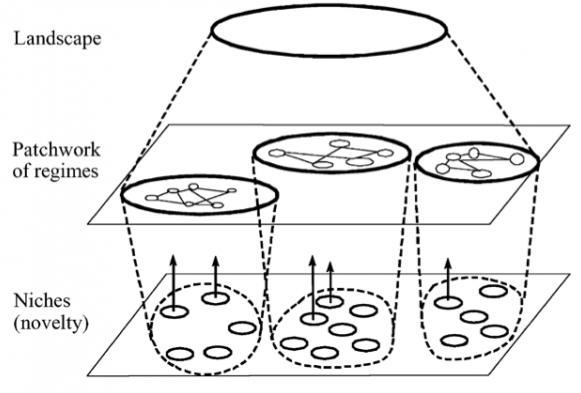 Landscape
Patchwork
of regimes
Niches
(novelty)